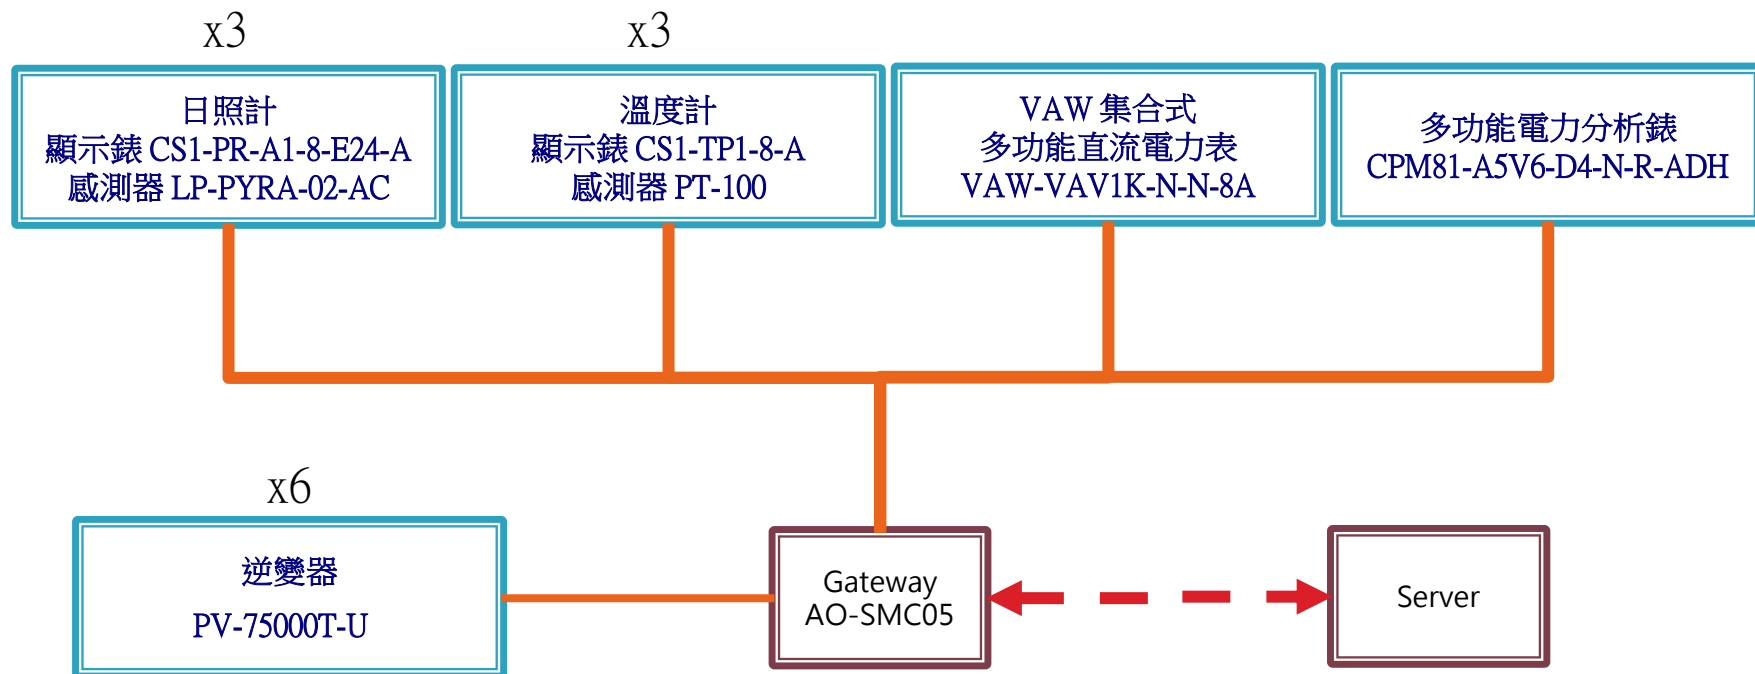 x3
x3
日照計
顯示錶 CS1-PR-A1-8-E24-A
感測器 LP-PYRA-02-AC
溫度計
顯示錶 CS1-TP1-8-A
感測器 PT-100
VAW 集合式
多功能直流電力表
VAW-VAV1K-N-N-8A
多功能電力分析錶
CPM81-A5V6-D4-N-R-ADH
x6
逆變器
PV-75000T-U
Gateway
AO-SMC05
Server